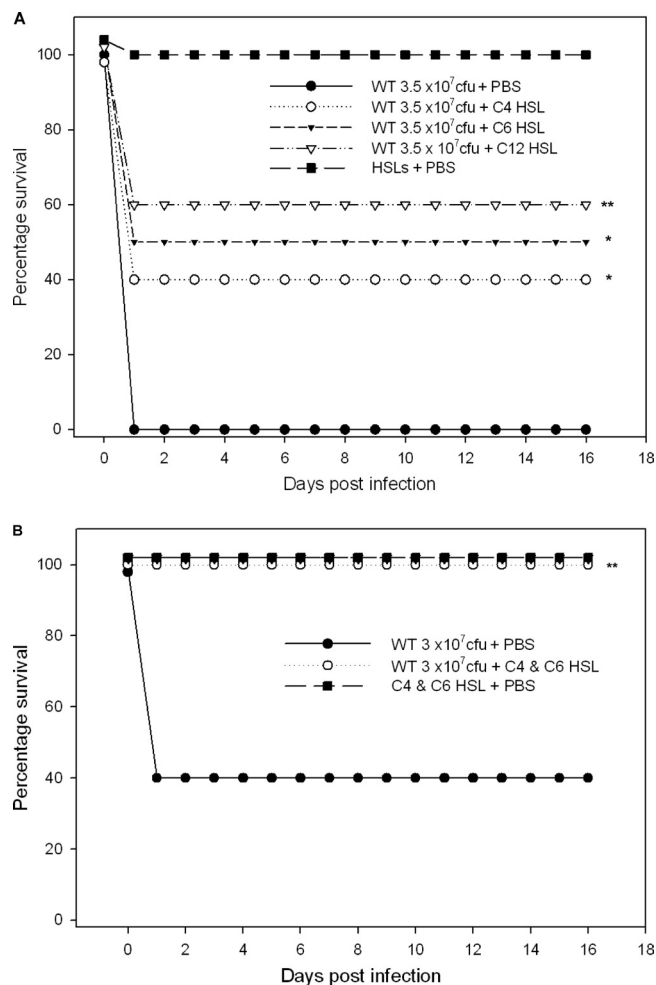 A
Percentage survival
100
80
60
40
20
0
WT 3.5 x10⁷cfu + PBS
WT 3.5 x10⁷cfu + C4 HSL
WT 3.5 x10⁷cfu + C6 HSL
WT 3.5 x 10⁷cfu + C12 HSL
HSLs + PBS
**
*
*
0 2 4 6 8 10 12 14 16 18
Days post infection
B
Percentage survival
100
80
60
40
20
0
**
WT 3 x10⁷cfu + PBS
WT 3 x10⁷cfu + C4 & C6 HSL
C4 & C6 HSL + PBS
0 2 4 6 8 10 12 14 16 18
Days post infection